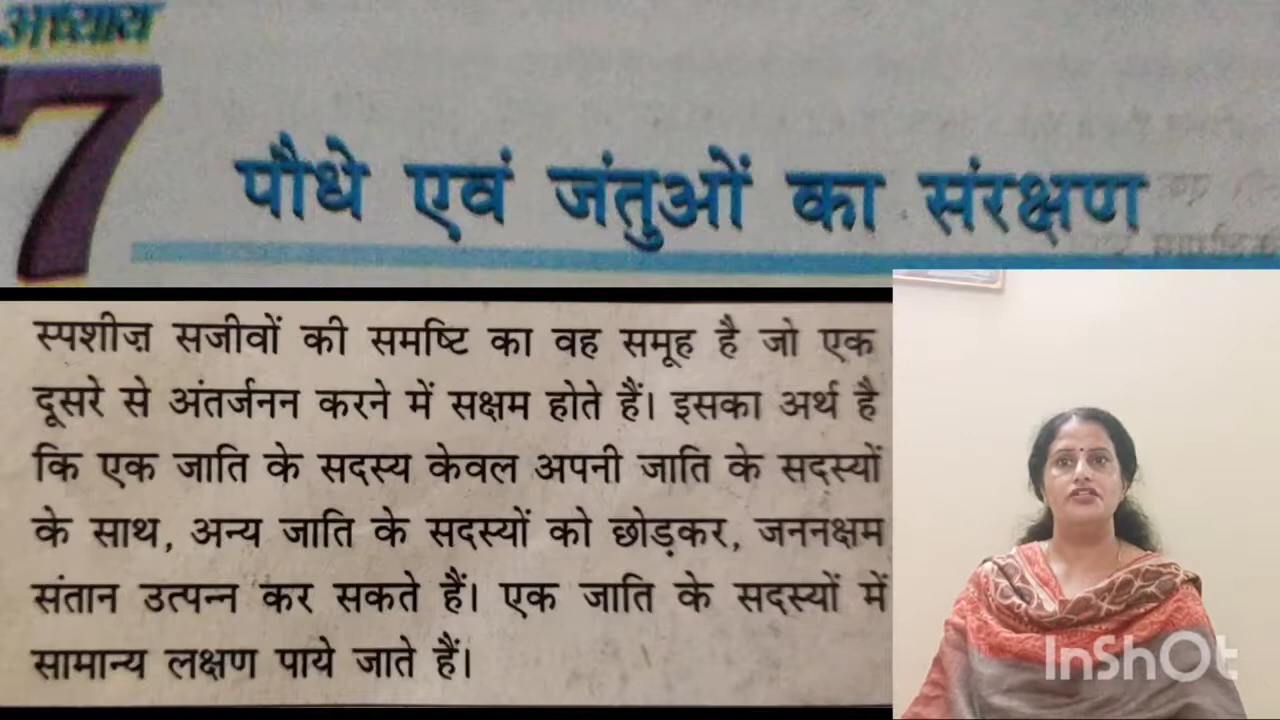 अध्याय
7
पौधे एवं जंतुओं का संरक्षण
स्पशीज़ सजीवों की समष्टि का वह समूह है जो एक
दूसरे से अंतर्जनन करने में सक्षम होते हैं। इसका अर्थ है
कि एक जाति के सदस्य केवल अपनी जाति के सदस्यों
के साथ, अन्य जाति के सदस्यों को छोड़कर, जननक्षम
संतान उत्पन्न कर सकते हैं। एक जाति के सदस्यों में
सामान्य लक्षण पाये जाते हैं।
InShOt